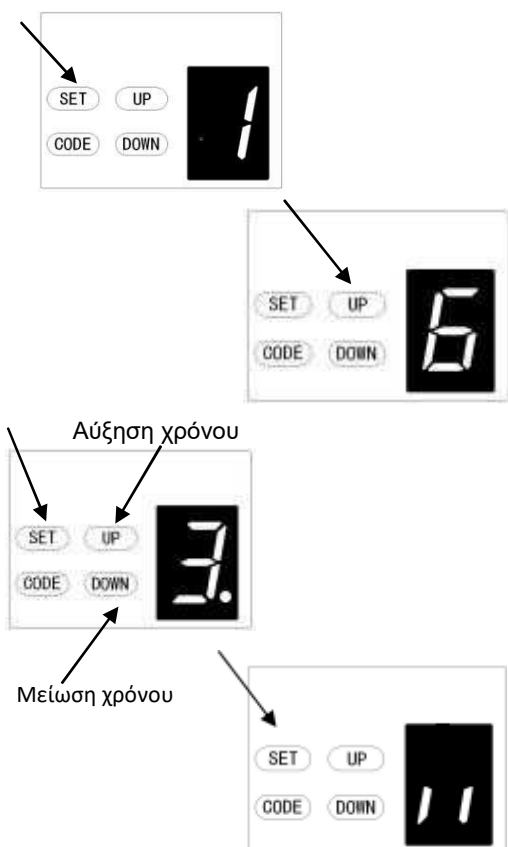 SET UP
CODE DOWN
1
SET UP
CODE DOWN
6
Αύξηση χρόνου
SET UP
CODE DOWN
3.
Μείωση χρόνου
SET UP
CODE DOWN
11